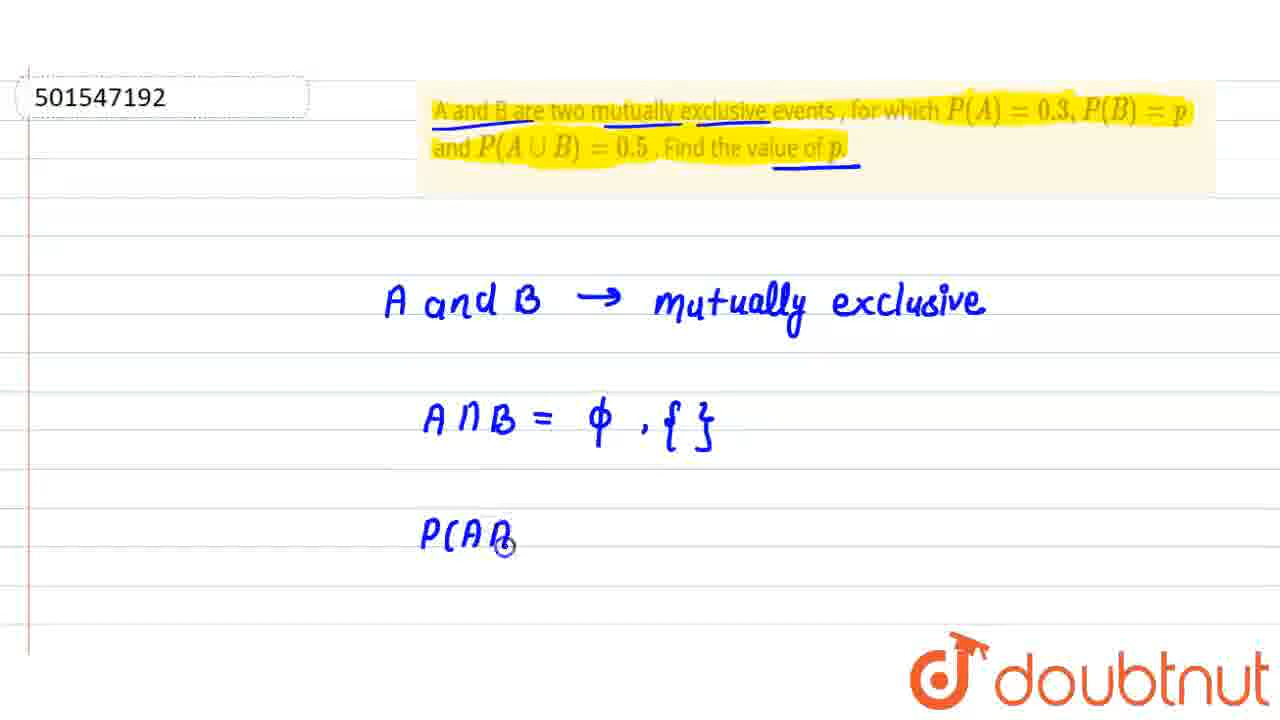 501547192
A and B are two mutually exclusive events , for which P(A) = 0.3, P(B) = p
and P(A ∪ B) = 0.5 . Find the value of p.
A and B → mutually exclusive
A ∩ B = ϕ , { }
P(A ∩
doubtnut